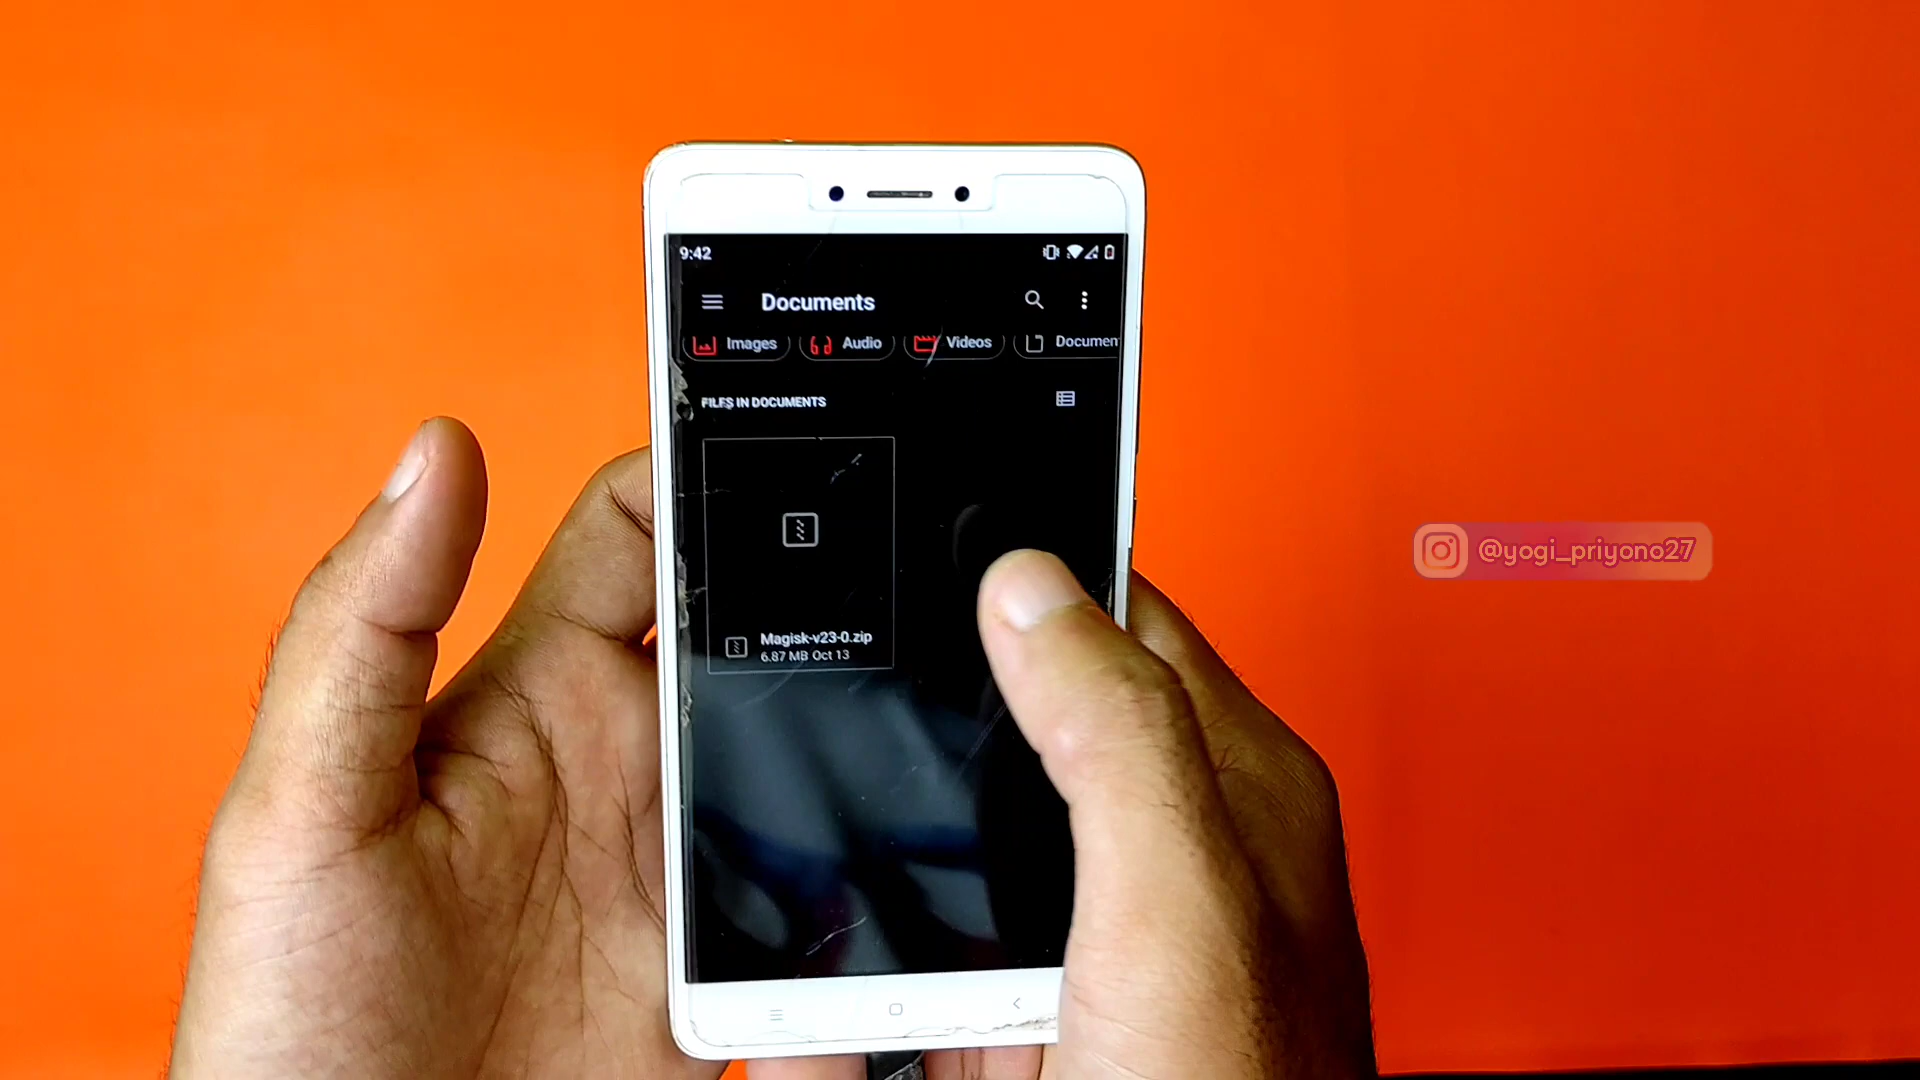 9:42
Documents
Images Audio Videos Documen
FILES IN DOCUMENTS
Magisk-v23-0.zip
6.87 MB Oct 13
@yogi_priyono27